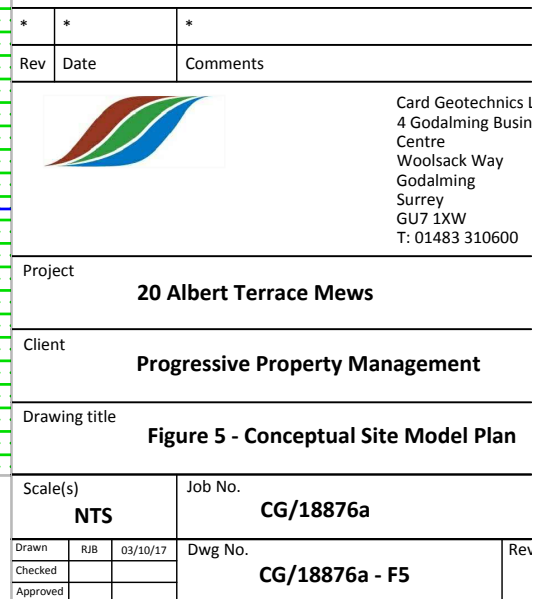 * * *
Rev Date Comments
Card Geotechnics L
4 Godalming Busin
Centre
Woolsack Way
Godalming
Surrey
GU7 1XW
T: 01483 310600
Project
20 Albert Terrace Mews
Client
Progressive Property Management
Drawing title
Figure 5 - Conceptual Site Model Plan
Scale(s)
NTS
Job No.
CG/18876a
Drawn RJB 03/10/17
Checked
Approved
Dwg No.
CG/18876a - F5
Rev